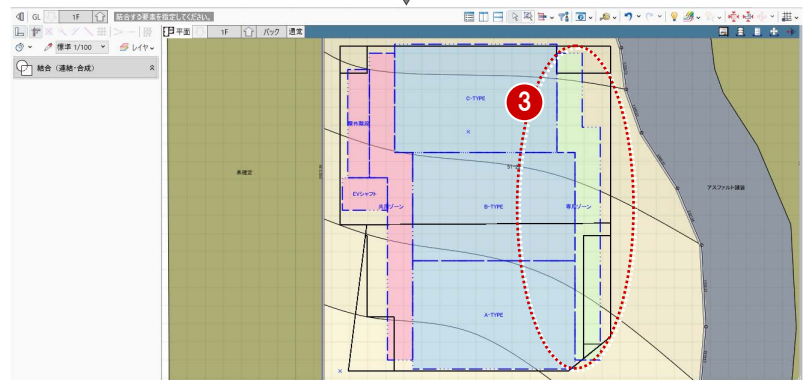 GL 1F 結合する要素を指定してください。
標準 1/100 レイヤ
平面 1F バック 通常
結合（連結・合成）
3
C-TYPE
屋外階段
未確定
EVシャフト
共用ゾーン
B-TYPE
専用ゾーン
アスファルト舗装
A-TYPE